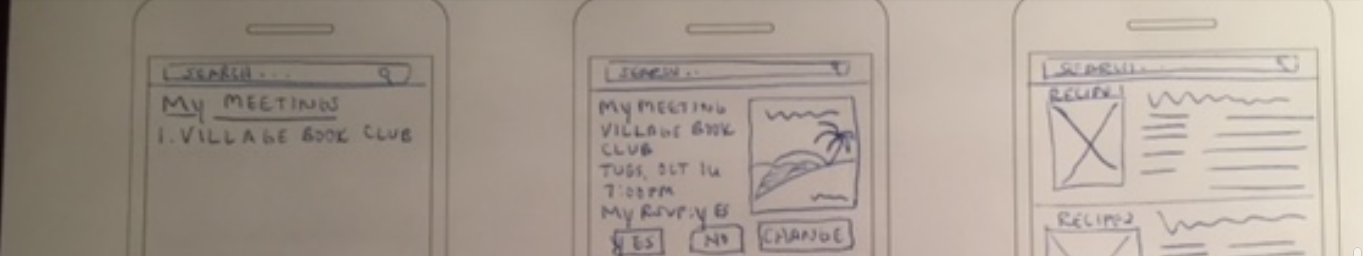 SEARCH...
My MEETINGS
1. VILLAGE BOOK CLUB
SEARCH...
My MEETING
VILLAGE BOOK
CLUB
TUES, OCT 14
7:00PM
My RSVP: YES
YES NO CHANGE
SEARCH...
RECIPE 1
RECIPE 2